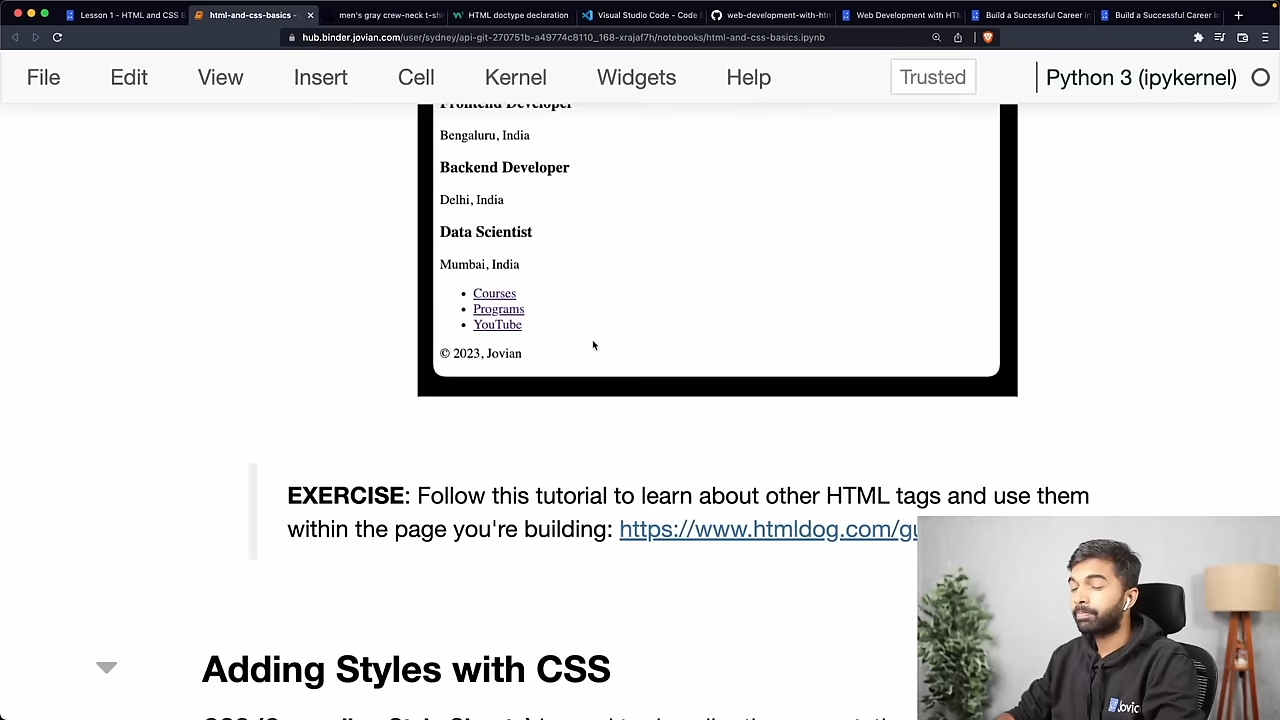 Lesson 1 - HTML and CSS B
html-and-css-basics -
men's gray crew-neck t-sh
HTML doctype declaration
Visual Studio Code - Code E
web-development-with-htm
Web Development with HT
Build a Successful Career in
Build a Successful Career in
hub.binder.jovian.com/user/sydney/api-git-270751b-a49774c8110_168-xrajaf7h/notebooks/html-and-css-basics.ipynb
File Edit View Insert Cell Kernel Widgets Help Trusted Python 3 (ipykernel)
Frontend Developer
Bengaluru, India
Backend Developer
Delhi, India
Data Scientist
Mumbai, India
• Courses
• Programs
• YouTube
© 2023, Jovian
EXERCISE: Follow this tutorial to learn about other HTML tags and use them
within the page you're building: https://www.htmldog.com/gu
Adding Styles with CSS
Jovic